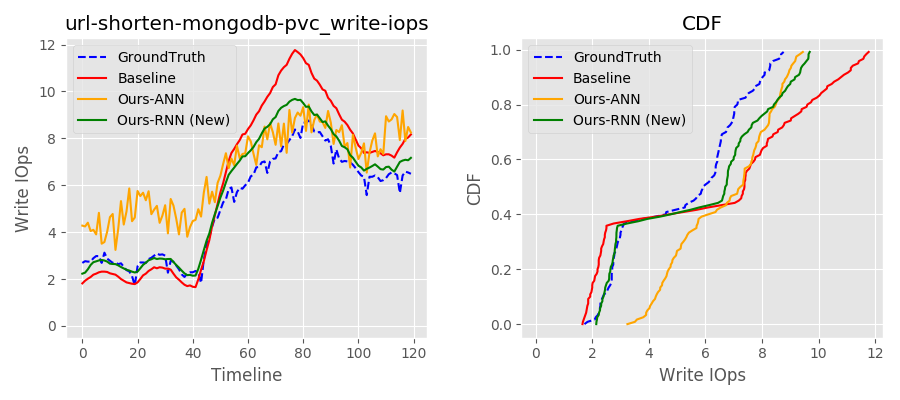 url-shorten-mongodb-pvc_write-iops
12
10
8
6
4
2
0
Write IOps
GroundTruth
Baseline
Ours-ANN
Ours-RNN (New)
0 20 40 60 80 100 120
Timeline
CDF
1.0
0.8
0.6
0.4
0.2
0.0
CDF
GroundTruth
Baseline
Ours-ANN
Ours-RNN (New)
0 2 4 6 8 10 12
Write IOps